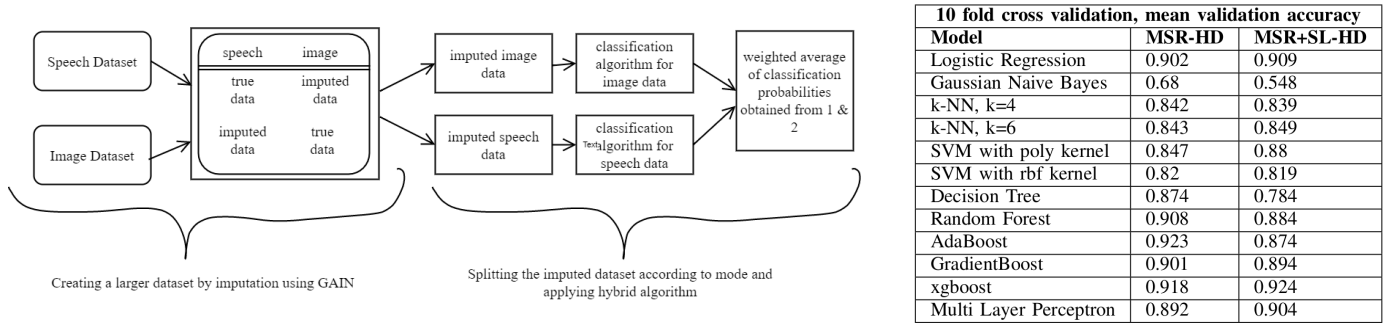 Speech Dataset
Image Dataset
speech image
true imputed
data data
imputed true
data data
imputed image
data
imputed speech
data
classification
algorithm for
image data
classification
Textalgorithm for
speech data
weighted average
of classification
probabilities
obtained from 1 &
2
Creating a larger dataset by imputation using GAIN
Splitting the imputed dataset according to mode and
applying hybrid algorithm
10 fold cross validation, mean validation accuracy
Model MSR-HD MSR+SL-HD
Logistic Regression 0.902 0.909
Gaussian Naive Bayes 0.68 0.548
k-NN, k=4 0.842 0.839
k-NN, k=6 0.843 0.849
SVM with poly kernel 0.847 0.88
SVM with rbf kernel 0.82 0.819
Decision Tree 0.874 0.784
Random Forest 0.908 0.884
AdaBoost 0.923 0.874
GradientBoost 0.901 0.894
xgboost 0.918 0.924
Multi Layer Perceptron 0.892 0.904